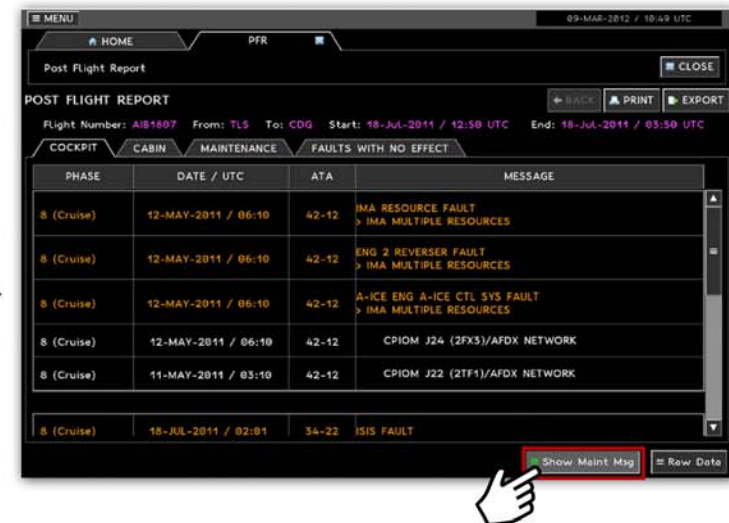 MENU
09-MAR-2012 / 10:49 UTC
HOME
PFR
Post Flight Report
CLOSE
POST FLIGHT REPORT
BACK
PRINT
EXPORT
Flight Number: AIB1807 From: TLS To: CDG Start: 18-Jul-2011 / 12:50 UTC End: 18-Jul-2011 / 03:50 UTC
COCKPIT
CABIN
MAINTENANCE
FAULTS WITH NO EFFECT
PHASE DATE / UTC ATA MESSAGE
8 (Cruise) 12-MAY-2011 / 06:10 42-12 IMA RESOURCE FAULT
> IMA MULTIPLE RESOURCES
8 (Cruise) 12-MAY-2011 / 06:10 42-12 ENG 2 REVERSER FAULT
> IMA MULTIPLE RESOURCES
8 (Cruise) 12-MAY-2011 / 06:10 42-12 A-ICE ENG A-ICE CTL SYS FAULT
> IMA MULTIPLE RESOURCES
8 (Cruise) 12-MAY-2011 / 06:10 42-12 CPIOM J24 (2FX3)/AFDX NETWORK
8 (Cruise) 11-MAY-2011 / 03:10 42-12 CPIOM J22 (2TF1)/AFDX NETWORK
8 (Cruise) 18-JUL-2011 / 02:01 34-22 ISIS FAULT
Show Maint Msg
Raw Data